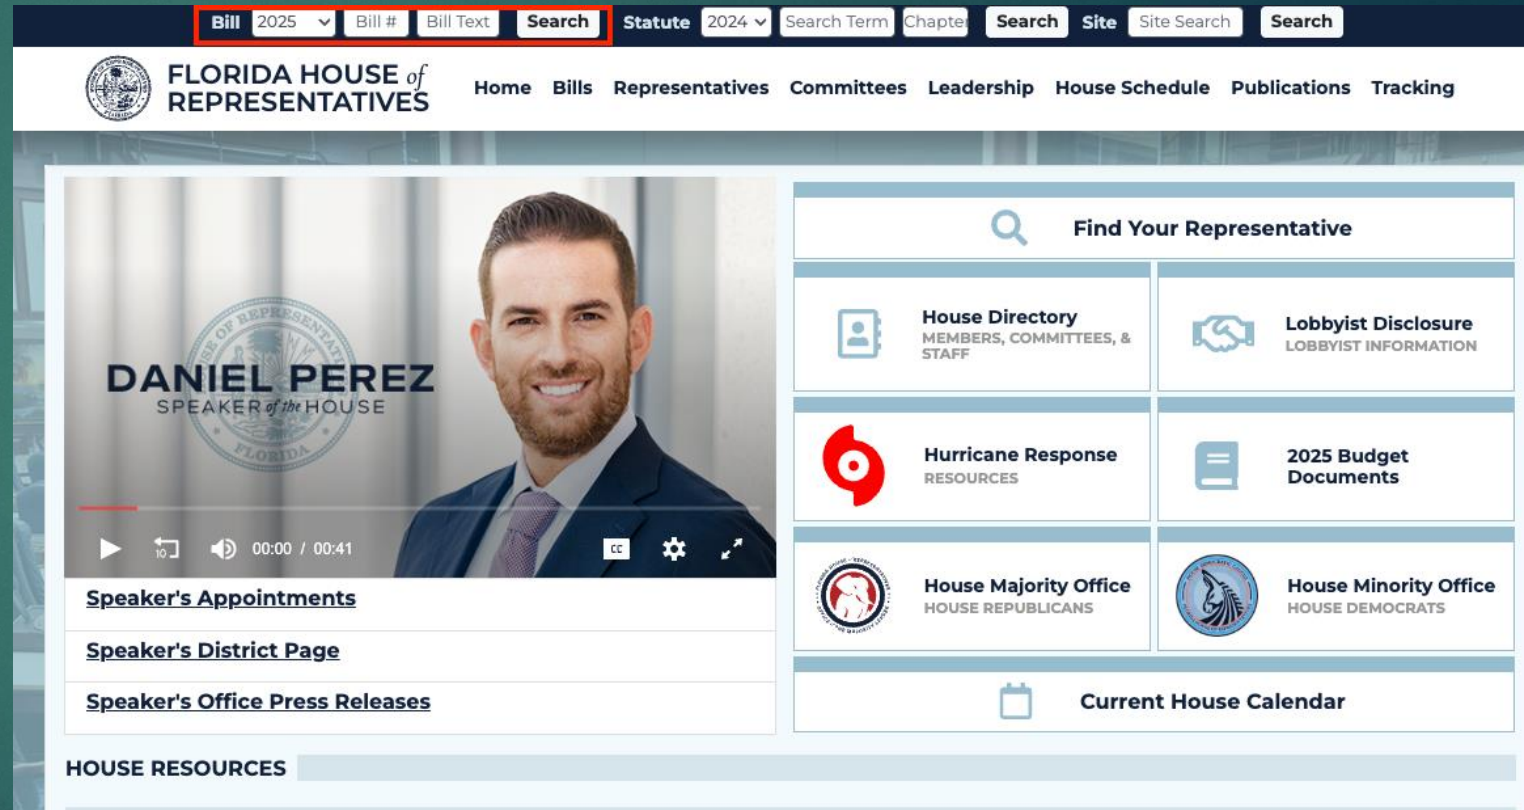 Bill 2025 Bill # Bill Text Search Statute 2024 Search Term Chapter Search Site Site Search Search
FLORIDA HOUSE of
REPRESENTATIVES
Home Bills Representatives Committees Leadership House Schedule Publications Tracking
DANIEL PEREZ
SPEAKER of the HOUSE
FLORIDA
10
00:00 / 00:41
CC
Speaker's Appointments
Speaker's District Page
Speaker's Office Press Releases
Find Your Representative
House Directory
MEMBERS, COMMITTEES, &
STAFF
Lobbyist Disclosure
LOBBYIST INFORMATION
Hurricane Response
RESOURCES
2025 Budget
Documents
House Majority Office
HOUSE REPUBLICANS
House Minority Office
HOUSE DEMOCRATS
Current House Calendar
HOUSE RESOURCES